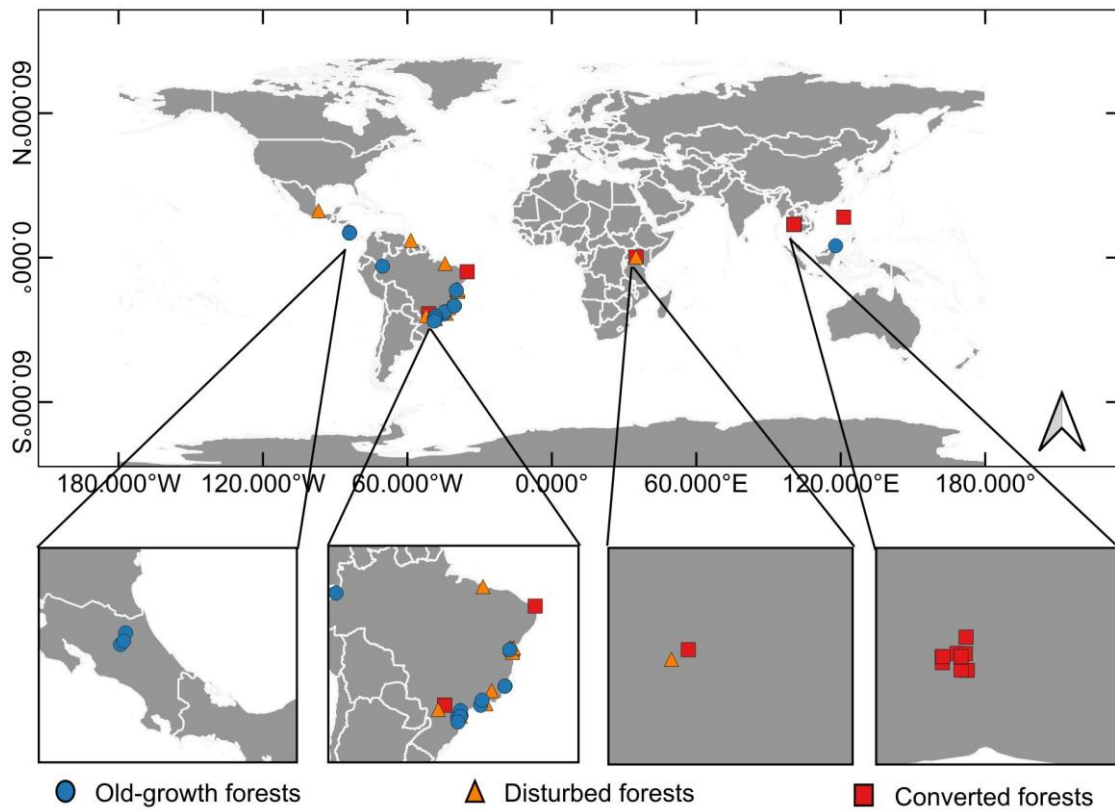 60.000°N
0.000°
60.000°S
180.000°W 120.000°W 60.000°W 0.000° 60.000°E 120.000°E 180.000°
Old-growth forests Disturbed forests Converted forests